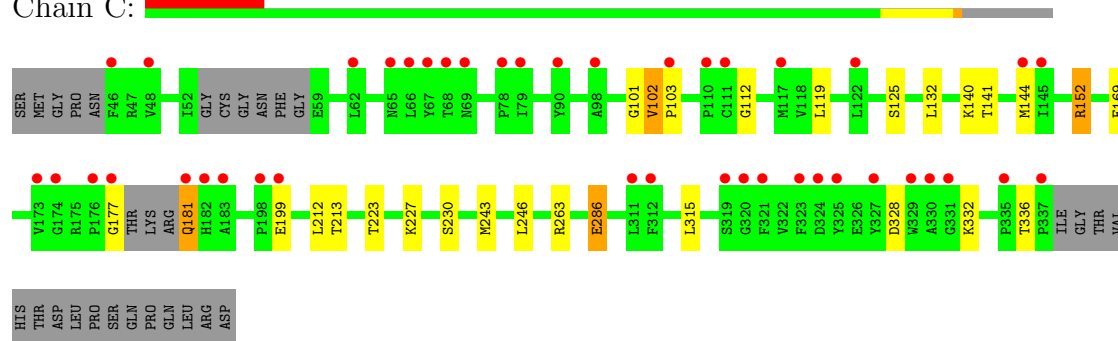 Chain C:
SER MET GLY PRO ASN F46 R47 V48 I52 GLY CYS GLY ASN PHE GLY E59 L62 N65 L66 Y67 T68 N69 P78 I79 Y90 A98 G101 V102 P103 P110 C111 G112 M117 V118 L119 L122 S125 L132 K140 T141 M144 I145 R152
V173 G174 R175 P176 G177 THR LYS ARG Q181 H182 A183 P198 E199 L212 T213 T223 K227 S230 M243 L246 R263 E286 L311 F312 L315 S319 G320 F321 V322 F323 D324 Y325 E326 Y327 D328 W329 A330 G331 K332 P335 T336 P337 ILE GLY THR
HIS THR ASP LEU PRO SER GLN PRO GLN LEU ARG ASP